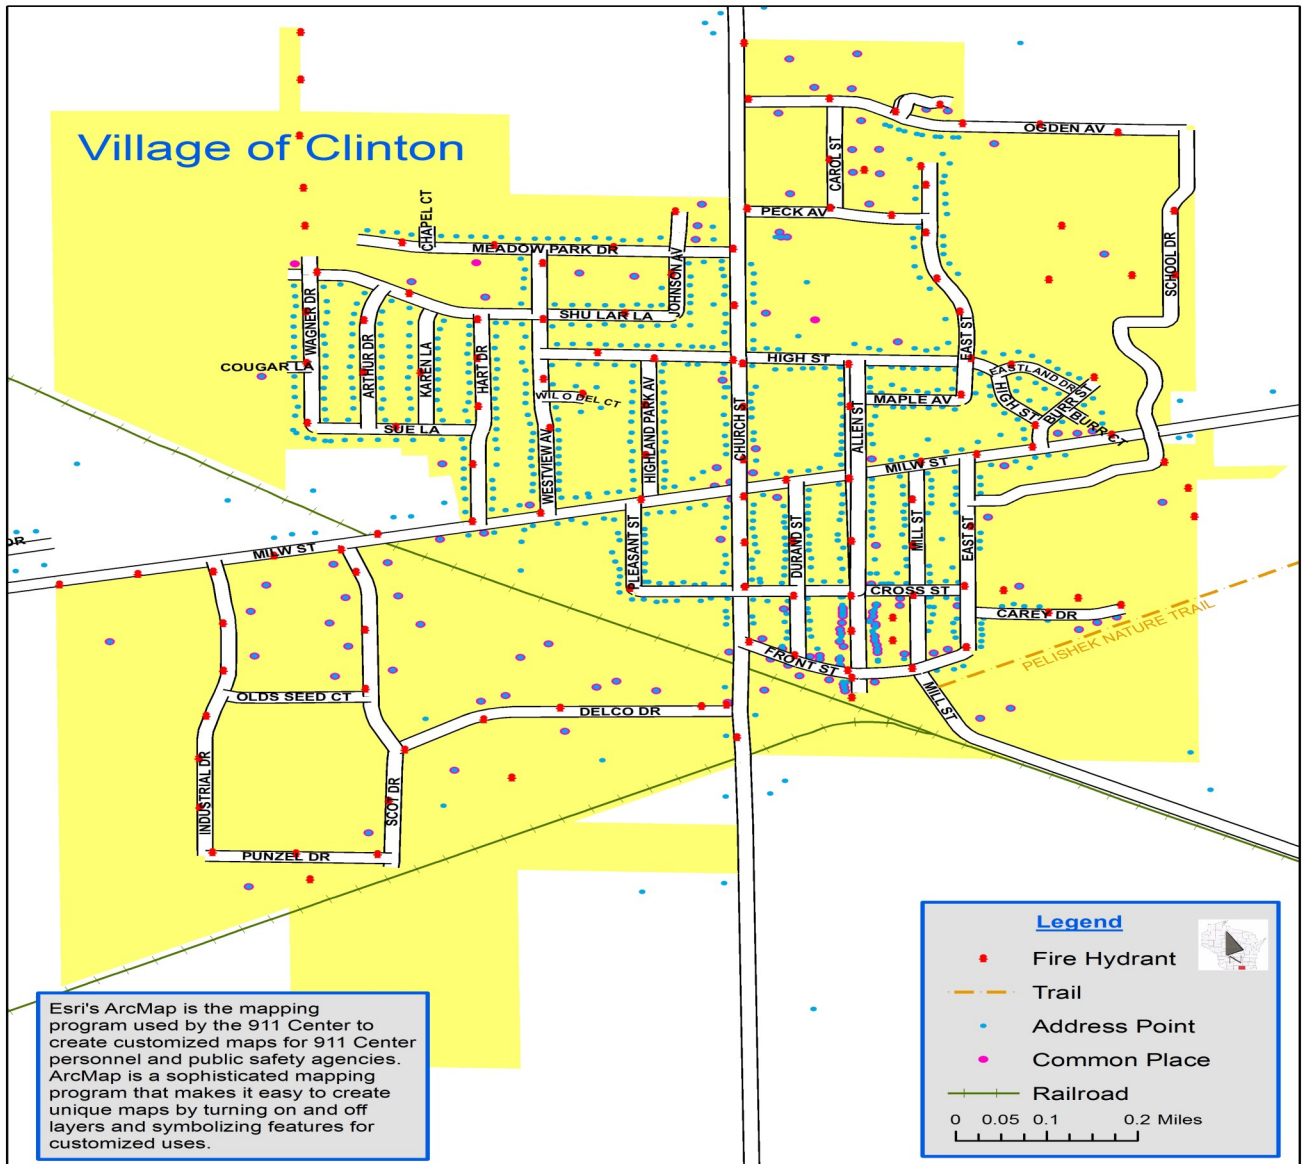 Village of Clinton
OGDEN AV
CAROL ST
PECK AV
SCHOOL DR
CHAPEL CT
MEADOW PARK DR
JOHNSON AV
WAGNER DR
SHU LAR LA
ARTHUR DR
KAREN LA
HART DR
COUGAR LA
HIGH ST
EAST ST
EASTLAND DR
HIGH ST
BURR ST
BURR CT
WIL O DEL CT
HIGHLAND PARK AV
MAPLE AV
SUE LA
WESTVIEW AV
CHURCH ST
ALLEN ST
MILW ST
DR
MILW ST
PLEASANT ST
DURAND ST
MILL ST
EAST ST
CROSS ST
CAREY DR
PELISHEK NATURE TRAIL
FRONT ST
MILL ST
OLDS SEED CT
DELCO DR
INDUSTRIAL DR
SCOT DR
PUNZEL DR
Esri's ArcMap is the mapping
program used by the 911 Center to
create customized maps for 911 Center
personnel and public safety agencies.
ArcMap is a sophisticated mapping
program that makes it easy to create
unique maps by turning on and off
layers and symbolizing features for
customized uses.
Legend
Fire Hydrant
Trail
Address Point
Common Place
Railroad
0 0.05 0.1 0.2 Miles